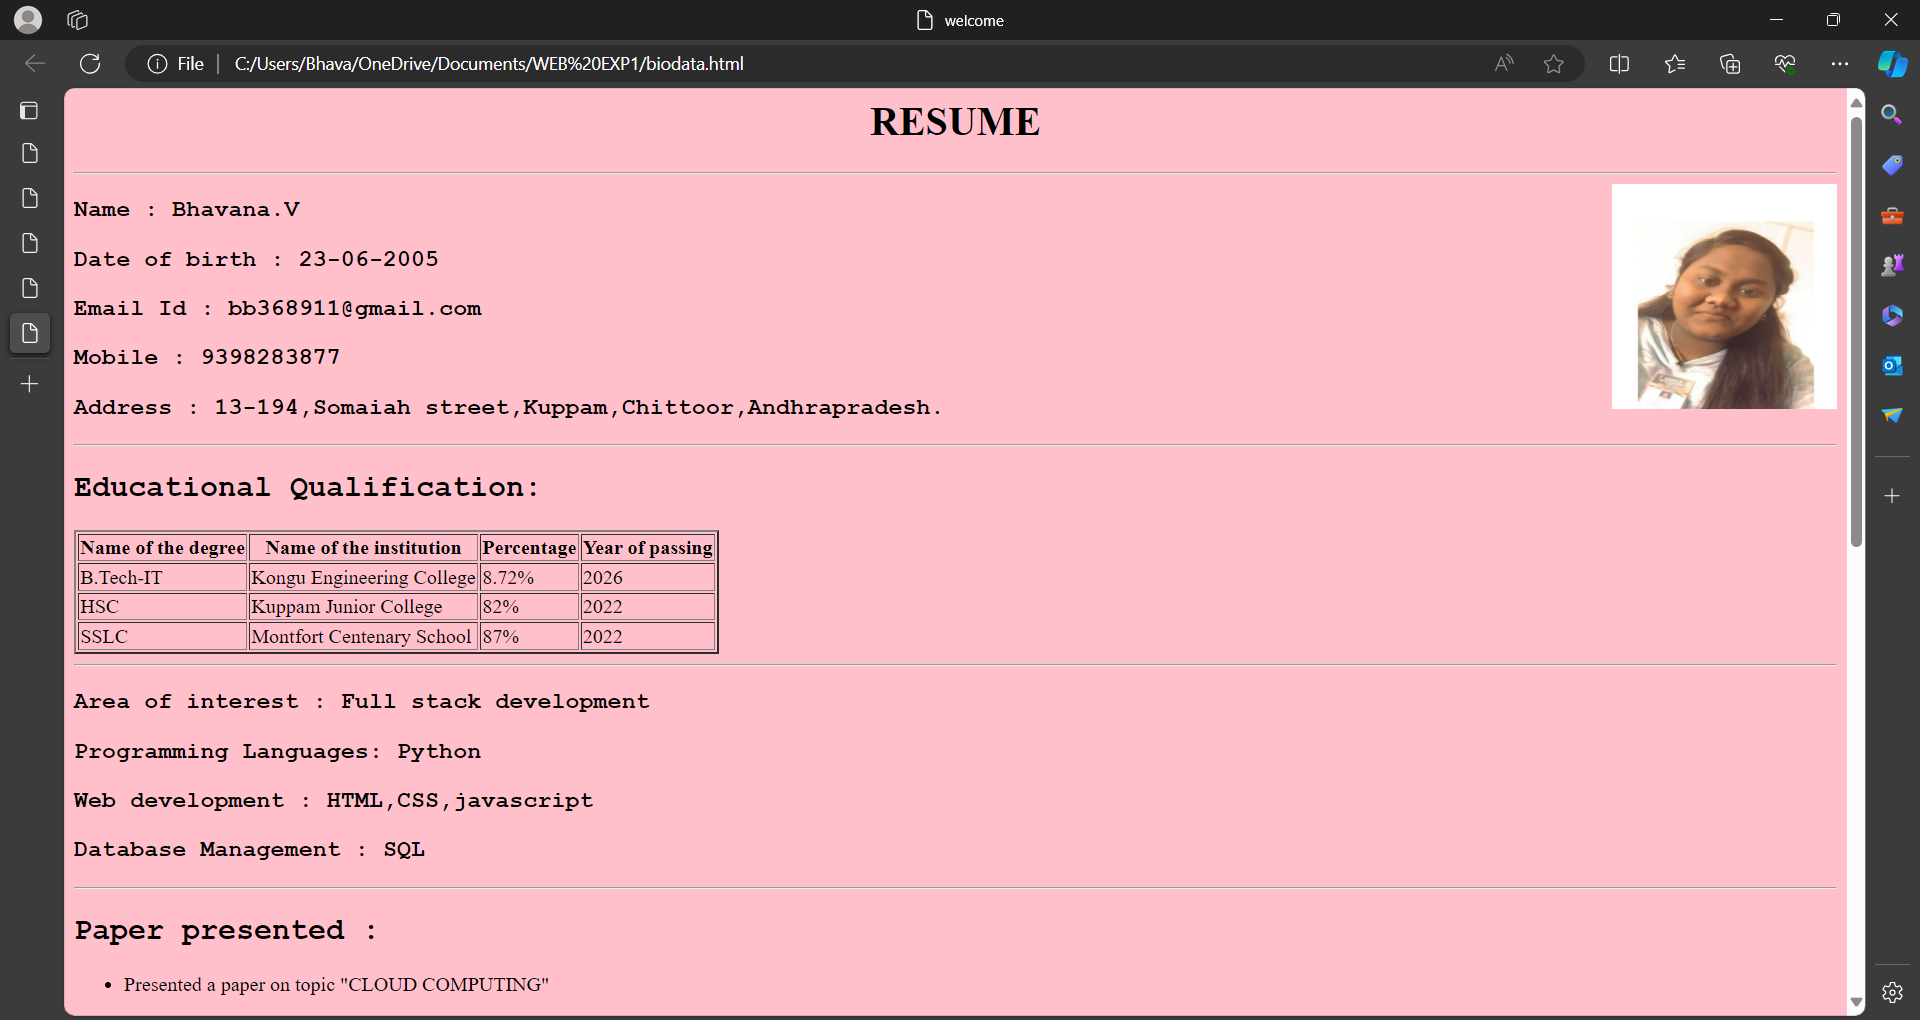 welcome
File
C:/Users/Bhava/OneDrive/Documents/WEB%20EXP1/biodata.html
RESUME
Name : Bhavana.V
Date of birth : 23-06-2005
Email Id : bb368911@gmail.com
Mobile : 9398283877
Address : 13-194,Somaiah street,Kuppam,Chittoor,Andhrapradesh.
Educational Qualification:
Name of the degree Name of the institution Percentage Year of passing
B.Tech-IT Kongu Engineering College 8.72% 2026
HSC Kuppam Junior College 82% 2022
SSLC Montfort Centenary School 87% 2022
Area of interest : Full stack development
Programming Languages: Python
Web development : HTML,CSS,javascript
Database Management : SQL
Paper presented :
• Presented a paper on topic "CLOUD COMPUTING"